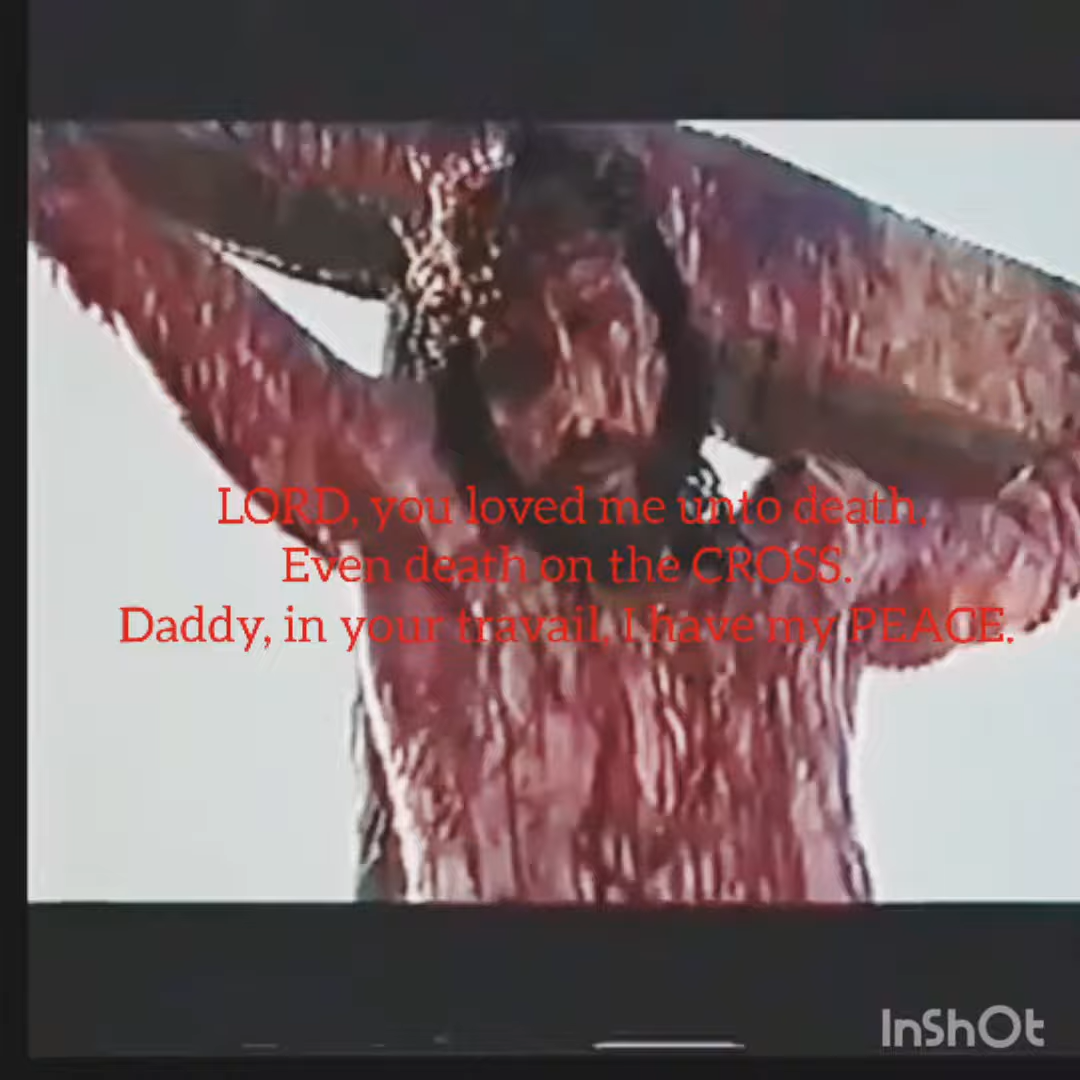 LORD, you loved me unto death,
Even death on the CROSS.
Daddy, in your travail, I have my PEACE.
InShOt